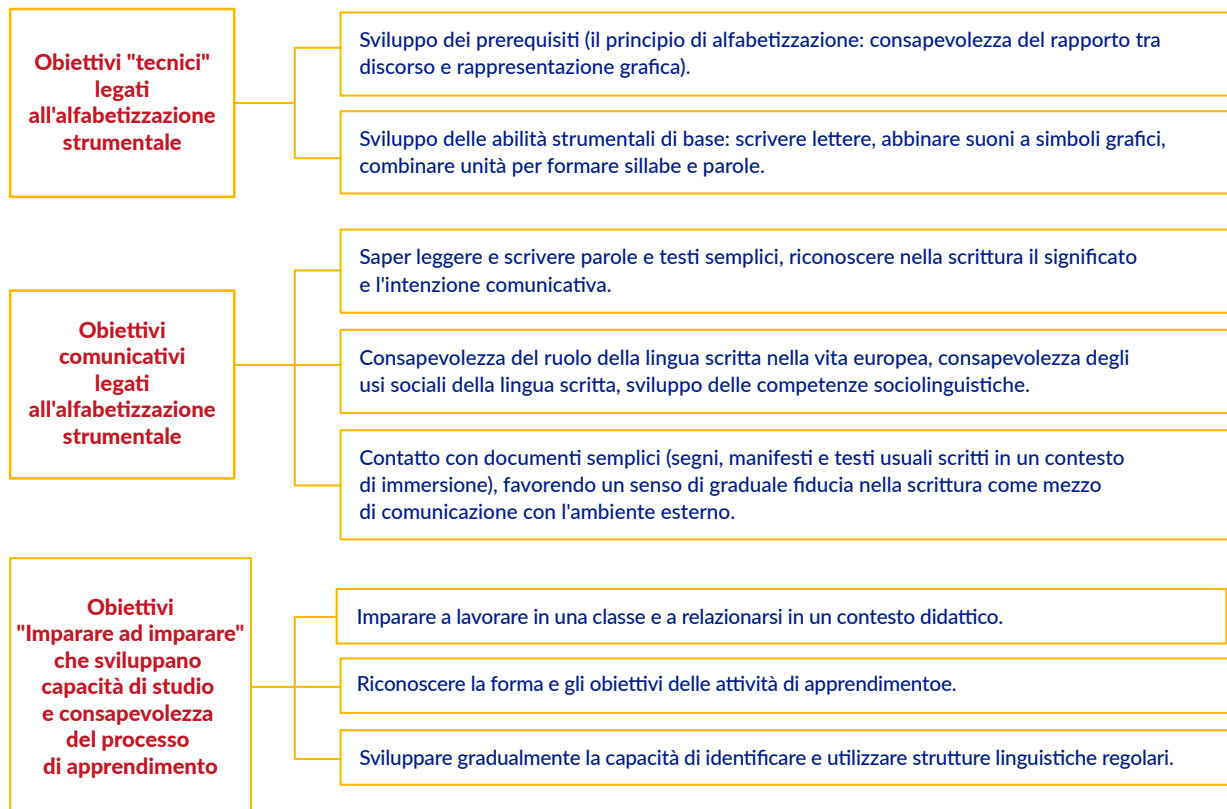 Obiettivi "tecnici"
legati
all'alfabetizzazione
strumentale
Sviluppo dei prerequisiti (il principio di alfabetizzazione: consapevolezza del rapporto tra
discorso e rappresentazione grafica).
Sviluppo delle abilità strumentali di base: scrivere lettere, abbinare suoni a simboli grafici,
combinare unità per formare sillabe e parole.
Obiettivi
comunicativi
legati
all'alfabetizzazione
strumentale
Saper leggere e scrivere parole e testi semplici, riconoscere nella scrittura il significato
e l'intenzione comunicativa.
Consapevolezza del ruolo della lingua scritta nella vita europea, consapevolezza degli
usi sociali della lingua scritta, sviluppo delle competenze sociolinguistiche.
Contatto con documenti semplici (segni, manifesti e testi usuali scritti in un contesto
di immersione), favorendo un senso di graduale fiducia nella scrittura come mezzo
di comunicazione con l'ambiente esterno.
Obiettivi
"Imparare ad imparare"
che sviluppano
capacità di studio
e consapevolezza
del processo
di apprendimento
Imparare a lavorare in una classe e a relazionarsi in un contesto didattico.
Riconoscere la forma e gli obiettivi delle attività di apprendimentoe.
Sviluppare gradualmente la capacità di identificare e utilizzare strutture linguistiche regolari.